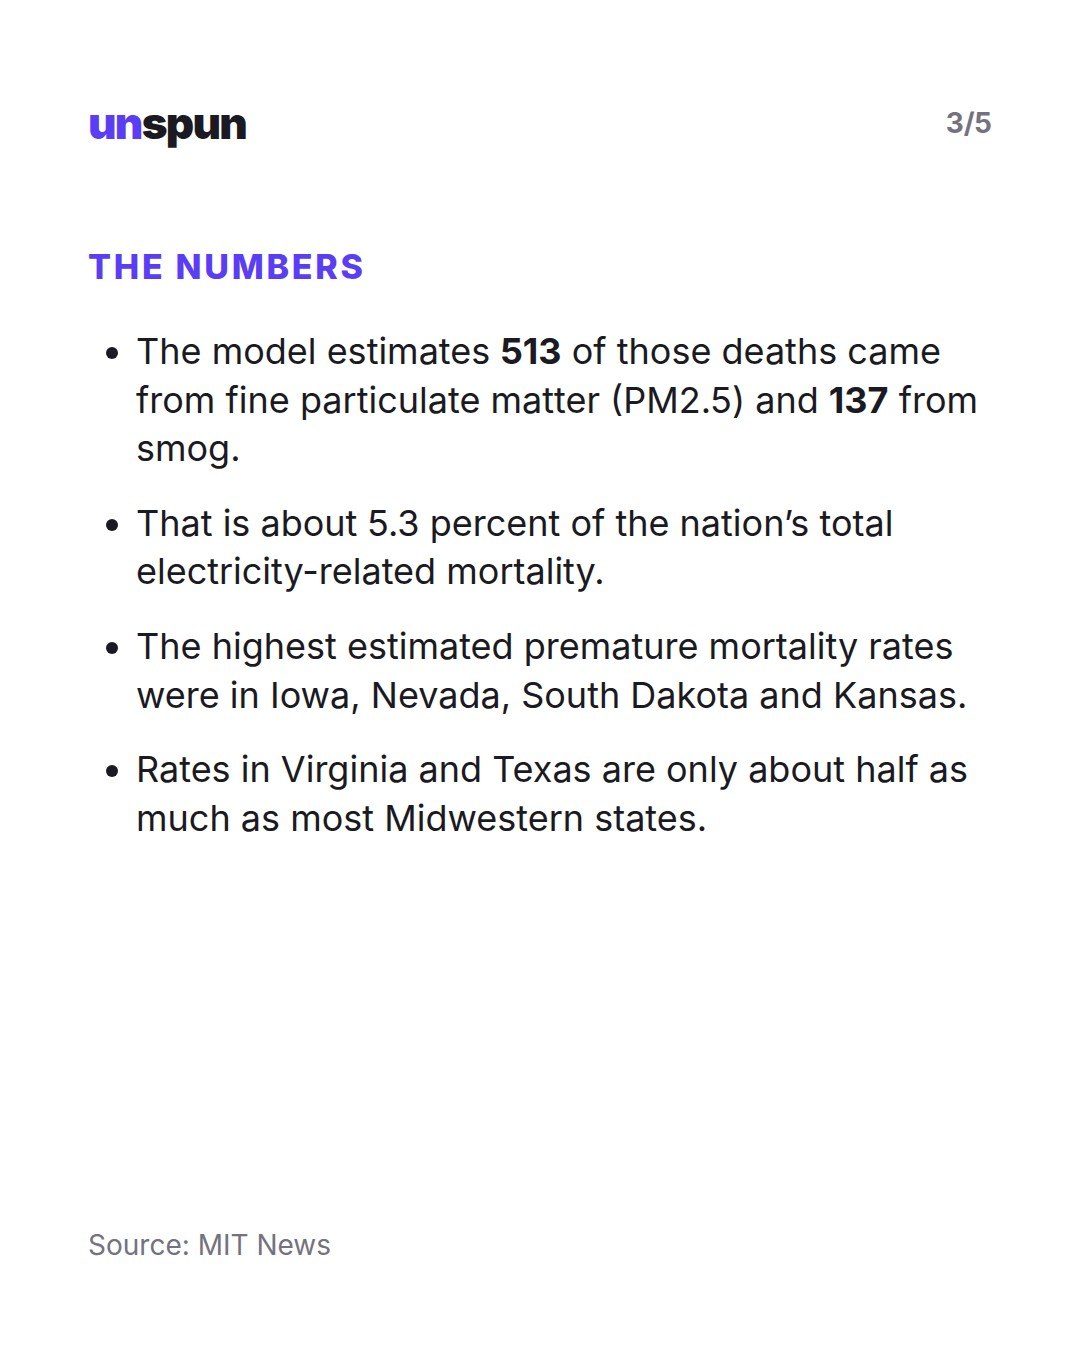 unspun
3/5
THE NUMBERS
• The model estimates 513 of those deaths came
from fine particulate matter (PM2.5) and 137 from
smog.
• That is about 5.3 percent of the nation’s total
electricity-related mortality.
• The highest estimated premature mortality rates
were in Iowa, Nevada, South Dakota and Kansas.
• Rates in Virginia and Texas are only about half as
much as most Midwestern states.
Source: MIT News